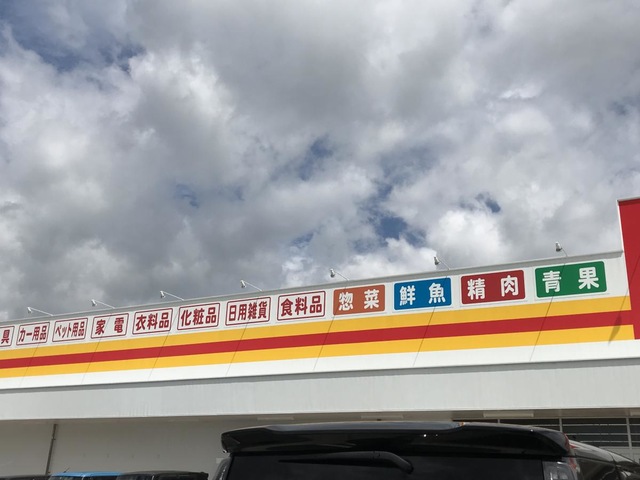 具 カー用品 ペット用品 家電 衣料品 化粧品 日用雑貨 食料品 惣菜 鮮魚 精肉 青果